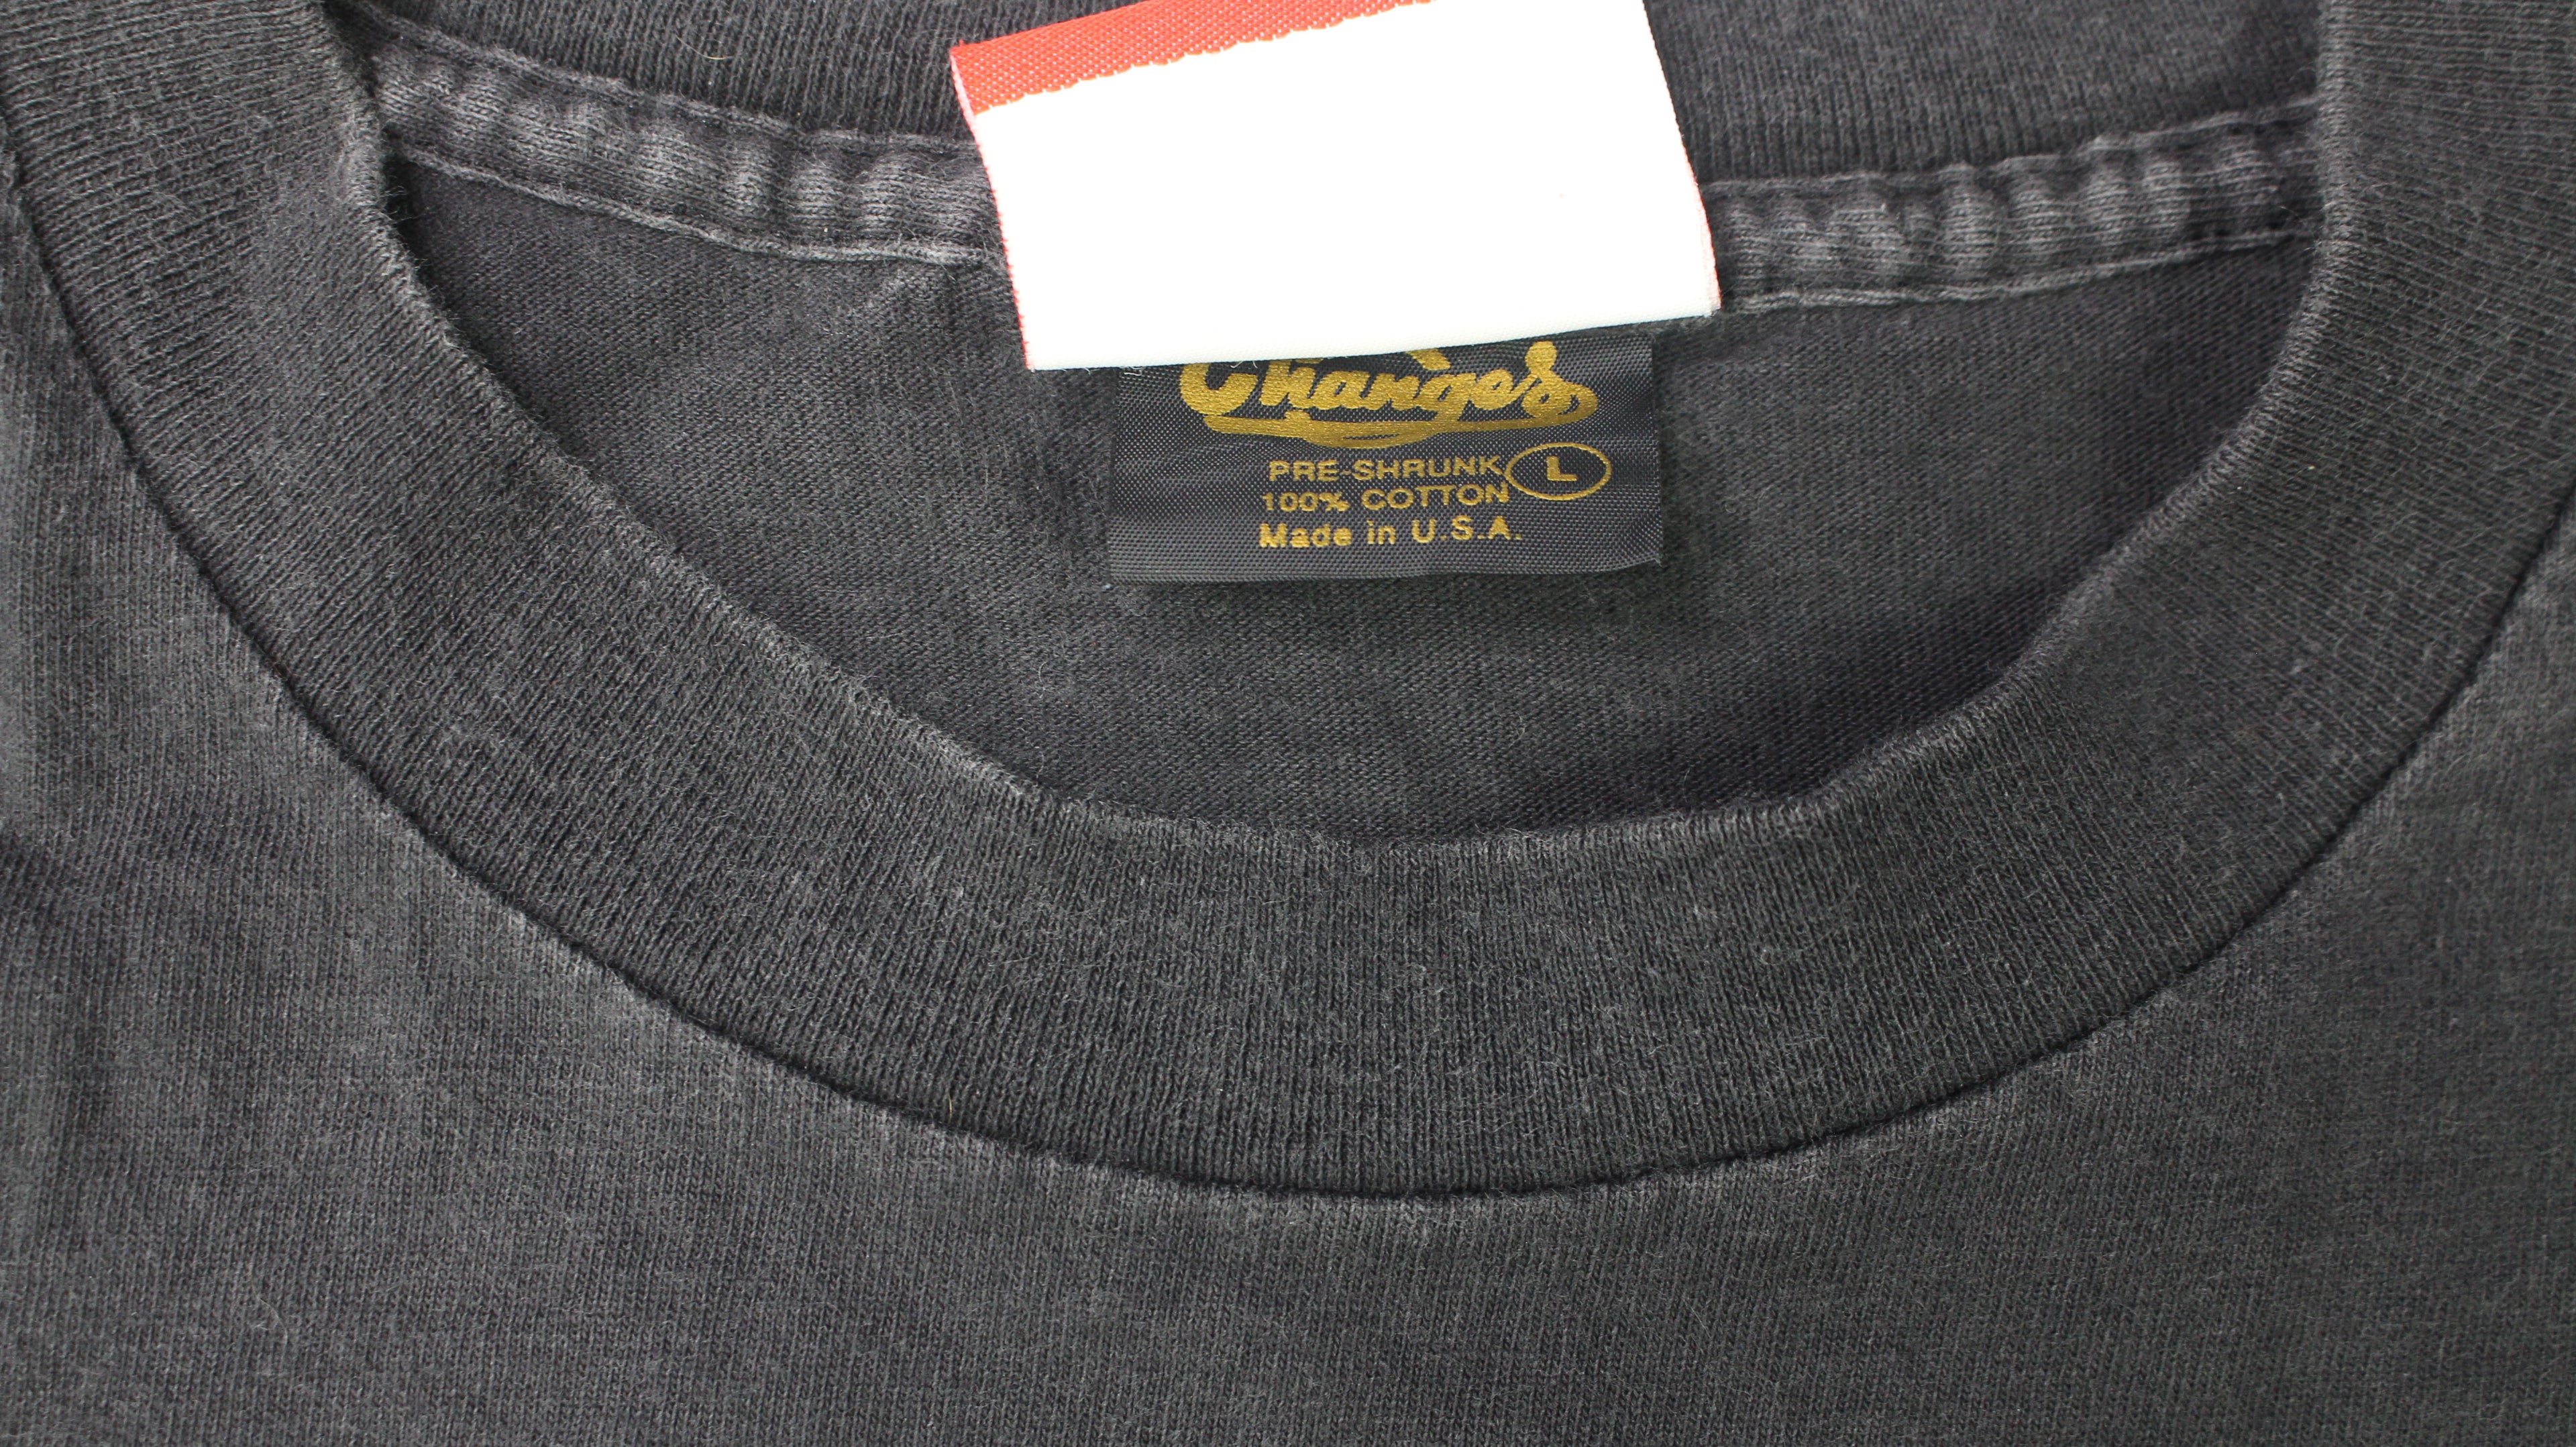 Changes
PRE-SHRUNK L
100% COTTON
Made in U.S.A.